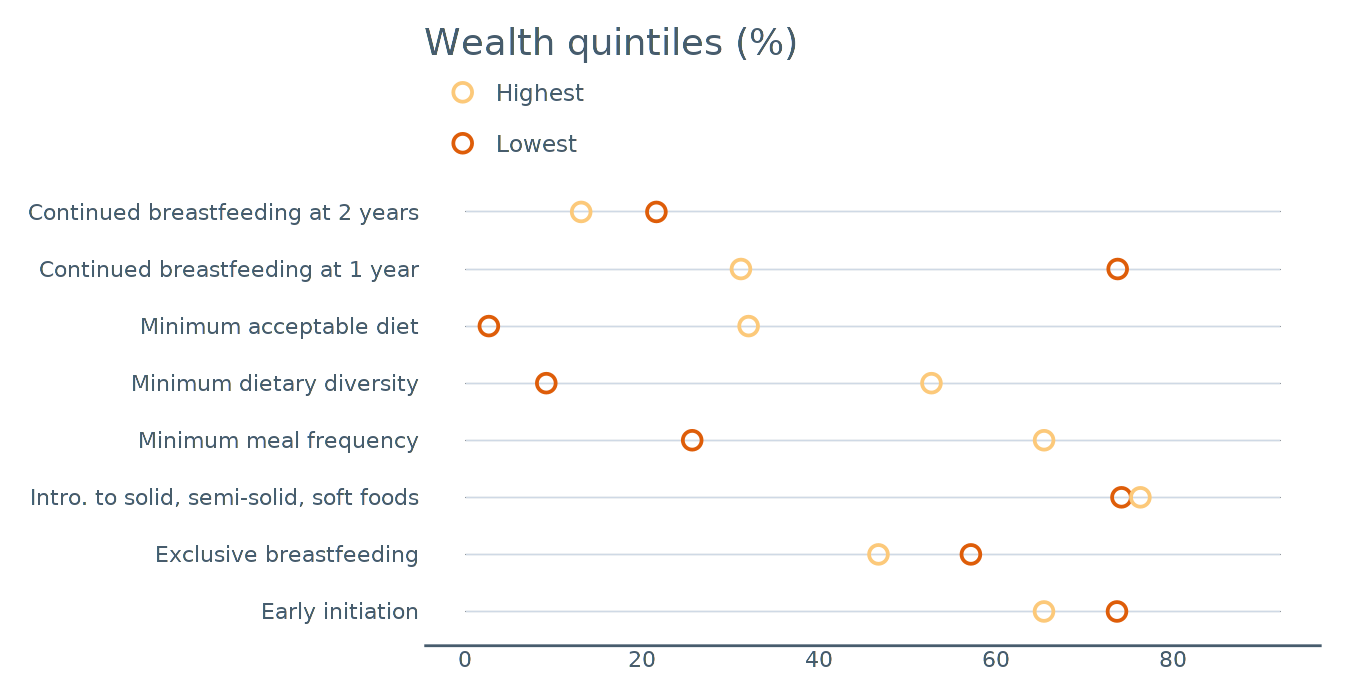 Wealth quintiles (%)
Highest
Lowest
Continued breastfeeding at 2 years
Continued breastfeeding at 1 year
Minimum acceptable diet
Minimum dietary diversity
Minimum meal frequency
Intro. to solid, semi-solid, soft foods
Exclusive breastfeeding
Early initiation
0 20 40 60 80